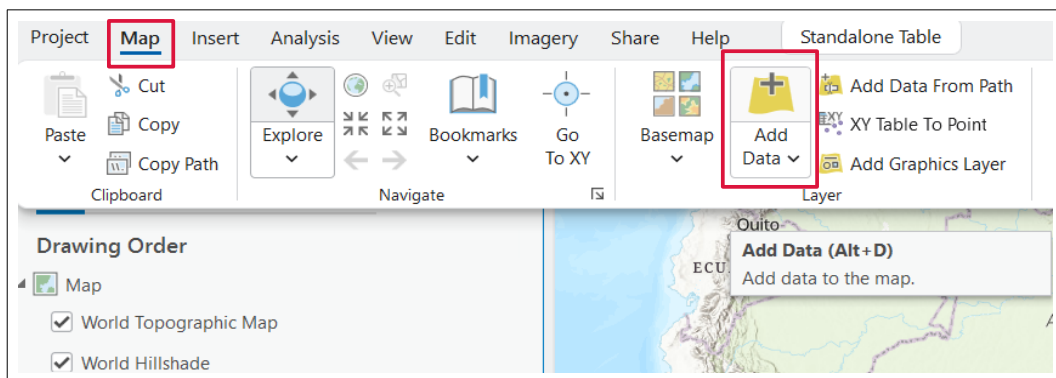 Project Map Insert Analysis View Edit Imagery Share Help Standalone Table
Paste
Cut
Copy
Copy Path
Clipboard
Explore
Bookmarks
Go
To XY
Navigate
Basemap
Add
Data
Add Data From Path
XY Table To Point
Add Graphics Layer
Layer
Drawing Order
Map
World Topographic Map
World Hillshade
Quito
ECU
Add Data (Alt+D)
Add data to the map.